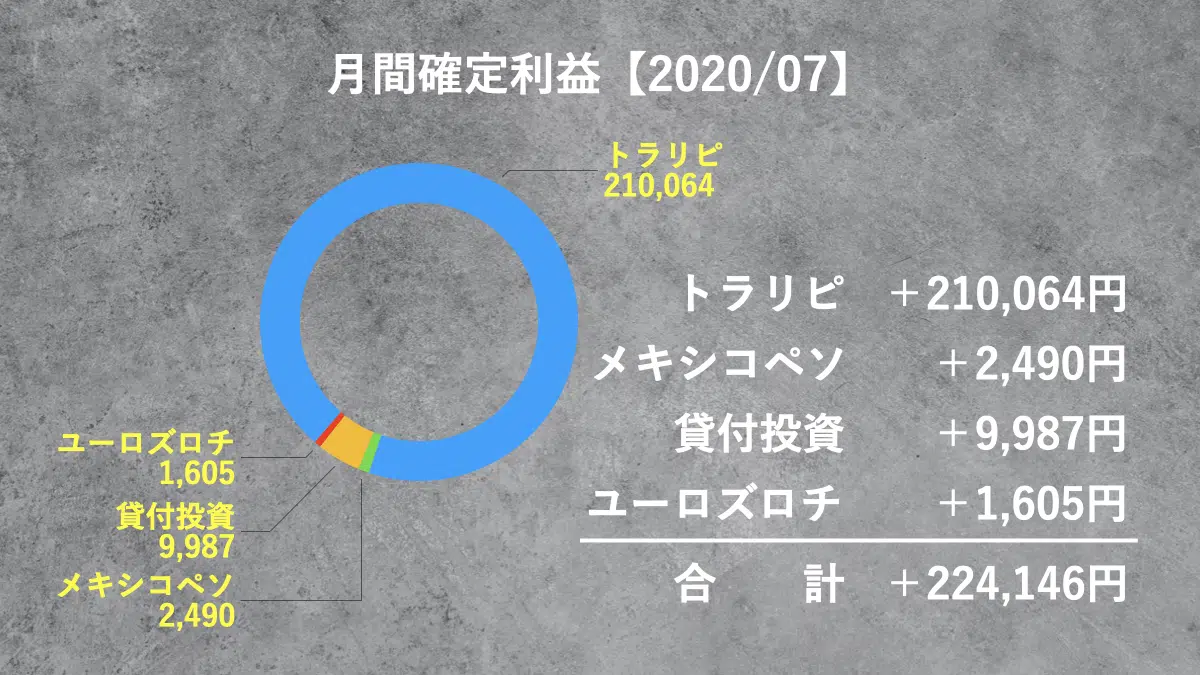 月間確定利益【2020/07】
トラリピ
210,064
ユーロズロチ
1,605
貸付投資
9,987
メキシコペソ
2,490
トラリピ +210,064円
メキシコペソ +2,490円
貸付投資 +9,987円
ユーロズロチ +1,605円
合 計 +224,146円